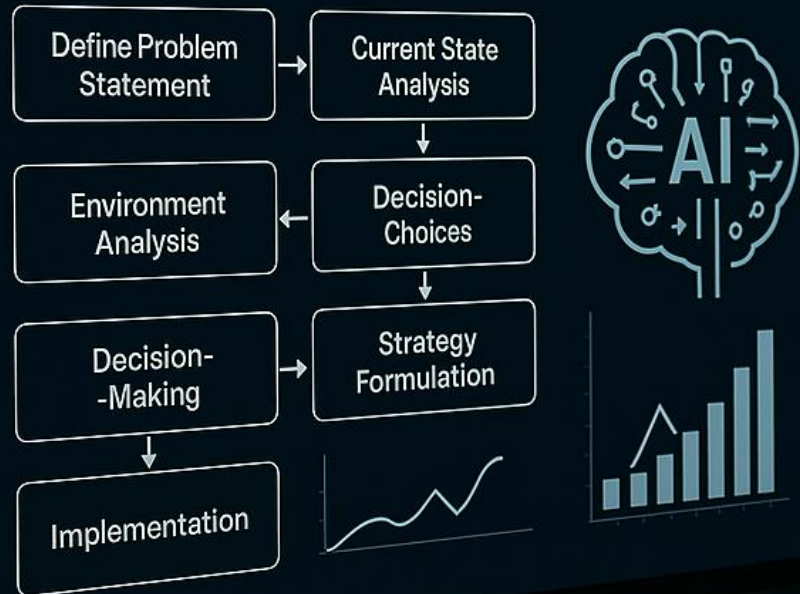 Define Problem
Statement
Current State
Analysis
Environment
Analysis
Decision-
Choices
Decision-
-Making
Strategy
Formulation
Implementation
AI